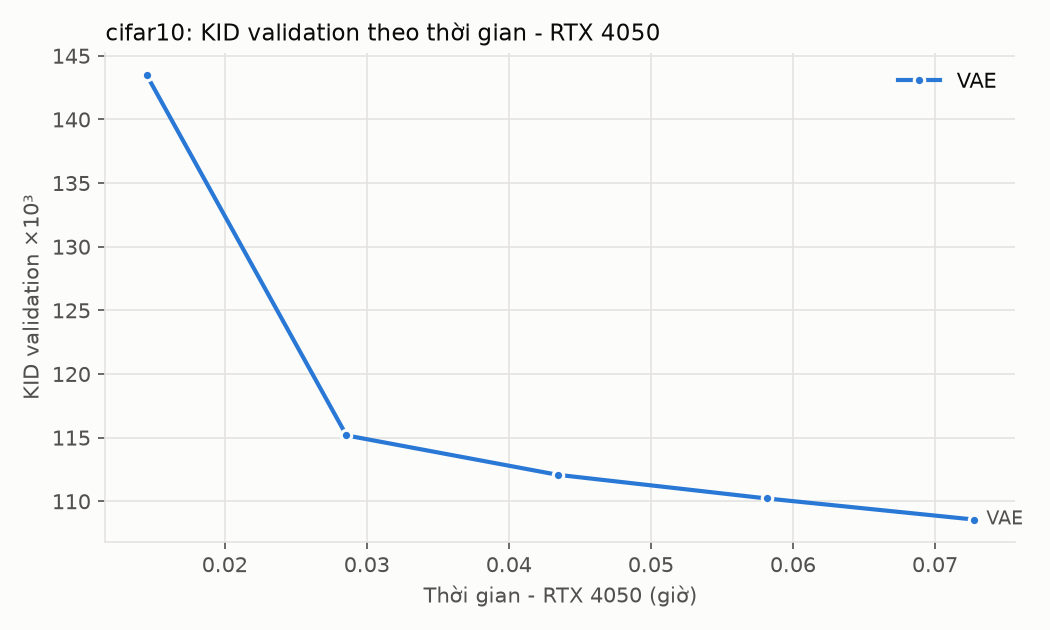 cifar10: KID validation theo thời gian - RTX 4050
VAE
145
140
135
130
125
120
115
110
KID validation ×10³
VAE
0.02 0.03 0.04 0.05 0.06 0.07
Thời gian - RTX 4050 (giờ)